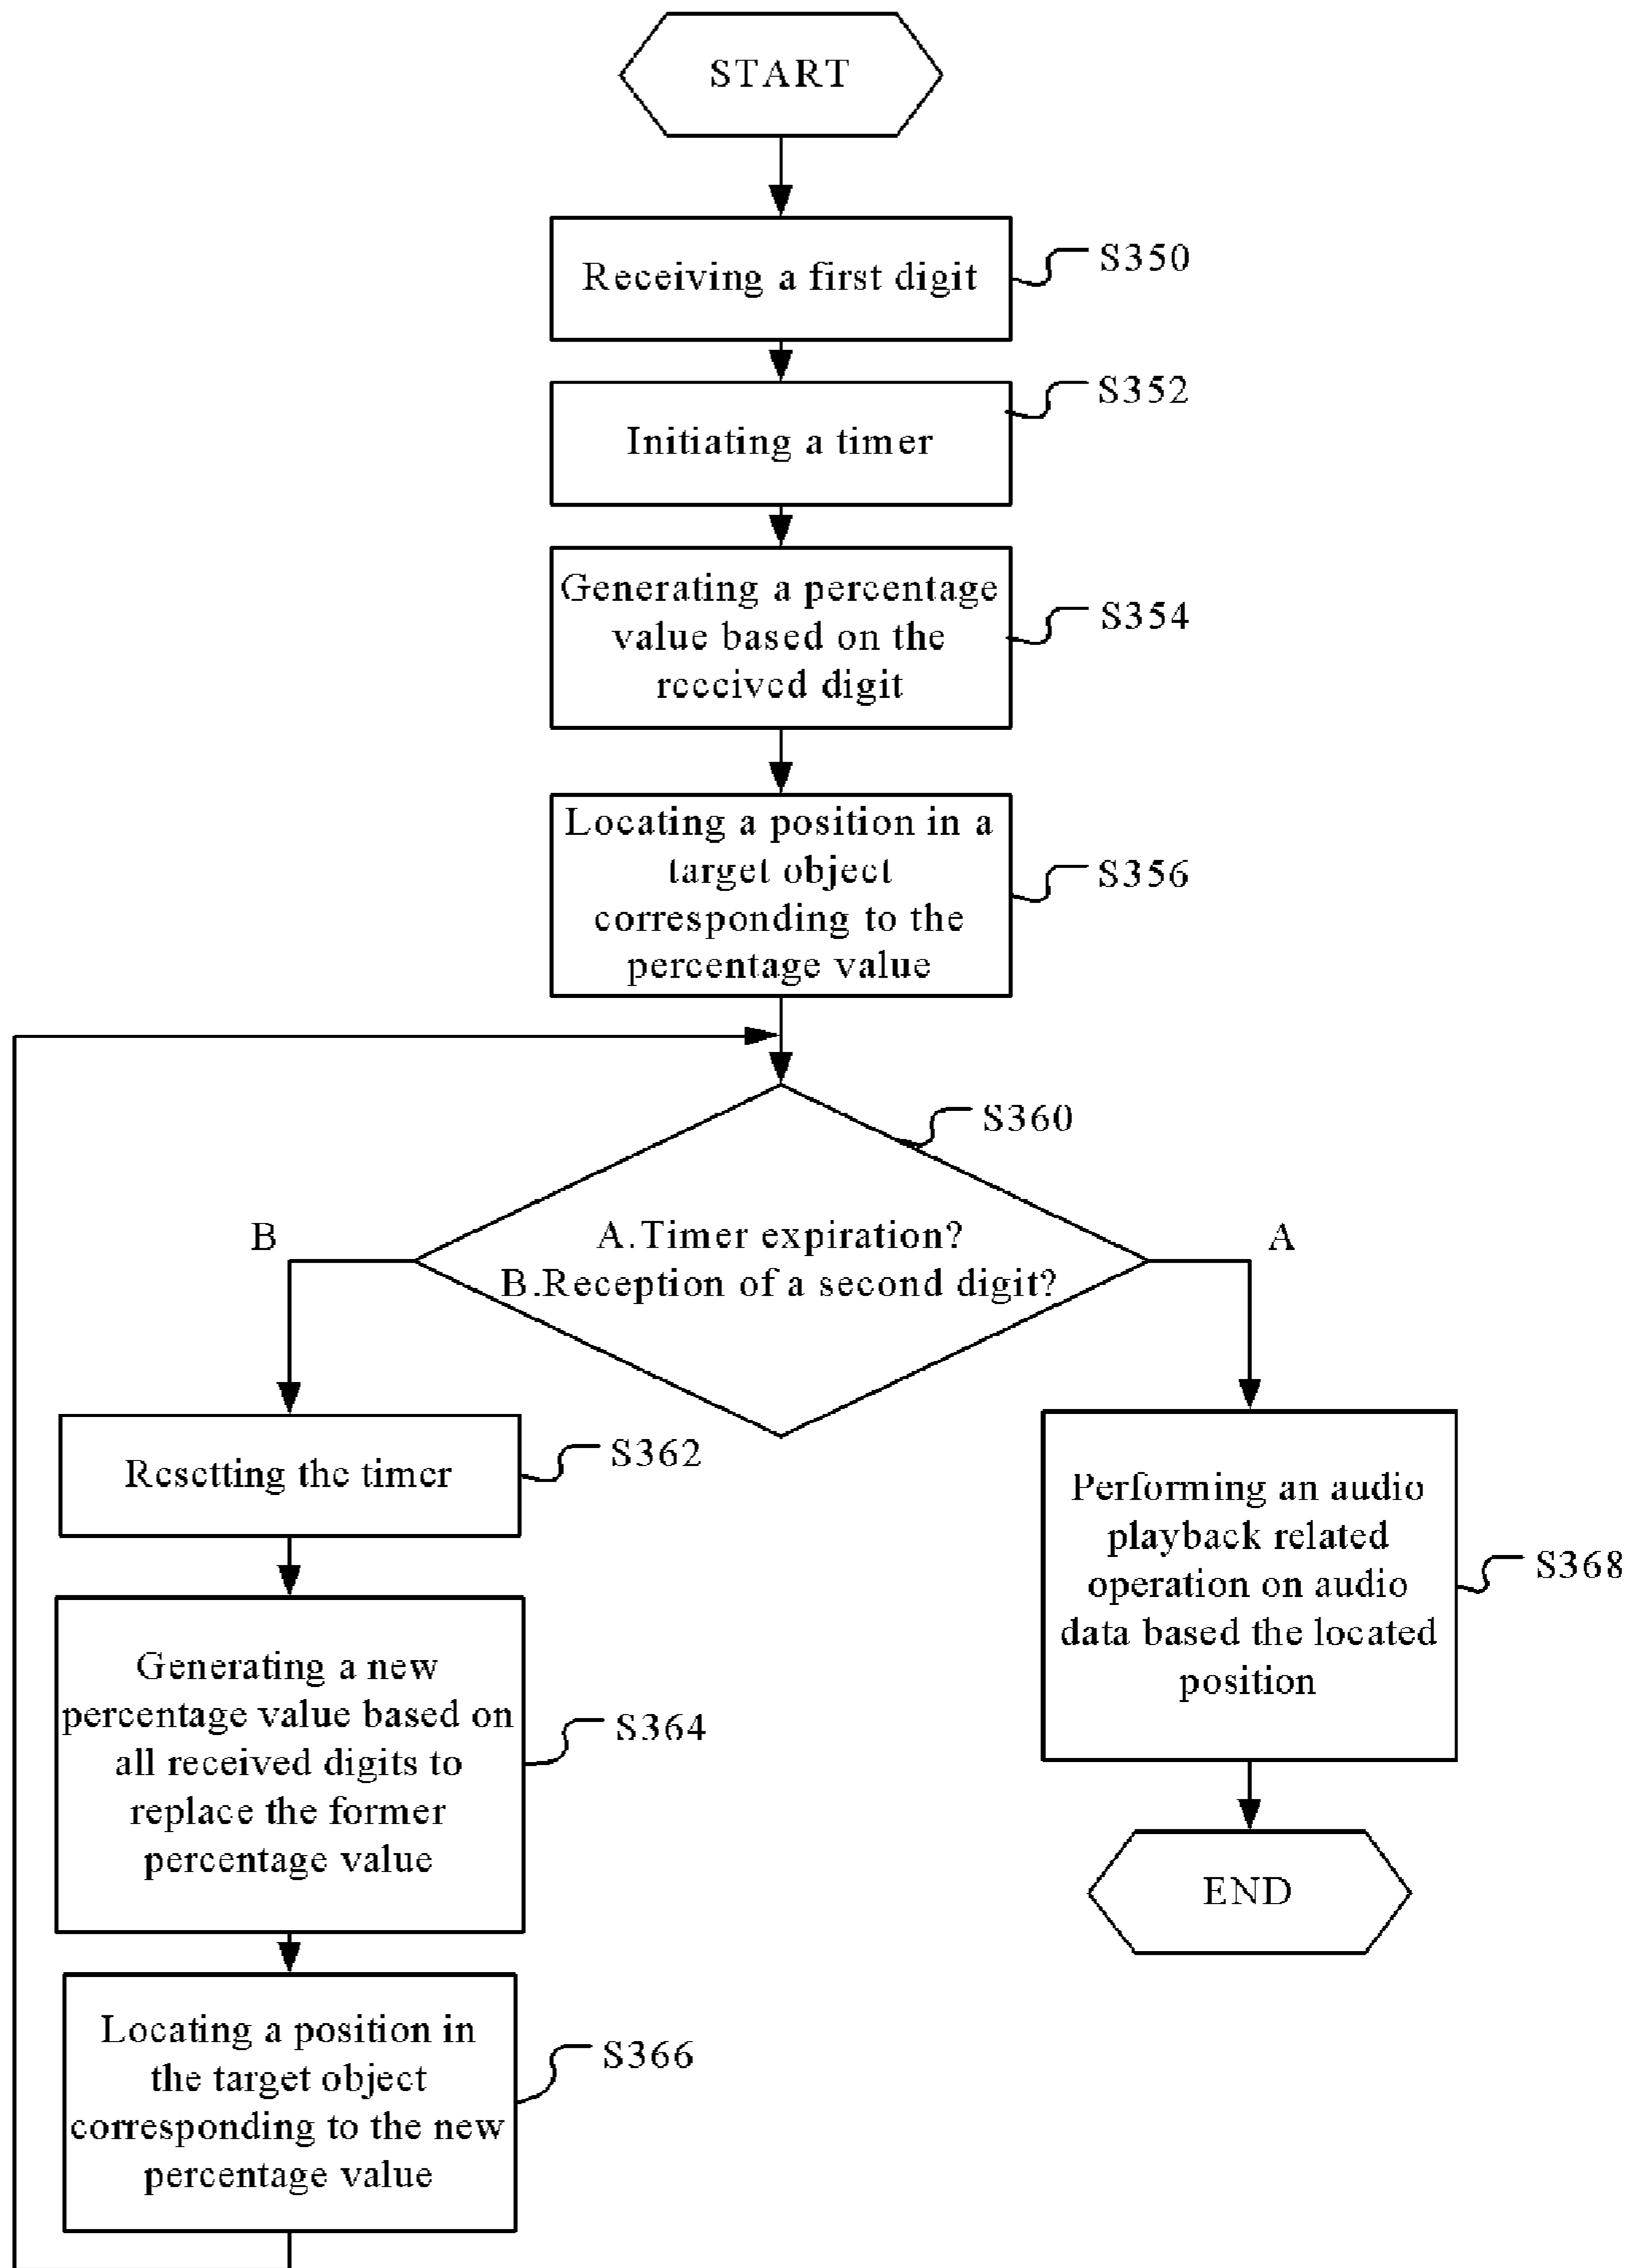 START
Receiving a first digit
S350
Initiating a timer
S352
Generating a percentage
value based on the
received digit
S354
Locating a position in a
target object
corresponding to the
percentage value
S356
S360
A.Timer expiration?
B.Reception of a second digit?
B
A
Resetting the timer
S362
Generating a new
percentage value based on
all received digits to
replace the former
percentage value
S364
Locating a position in
the target object
corresponding to the new
percentage value
S366
Performing an audio
playback related
operation on audio
data based the located
position
S368
END